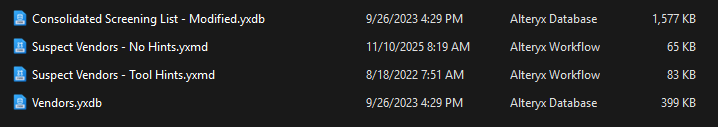 Consolidated Screening List - Modified.yxdb 9/26/2023 4:29 PM Alteryx Database 1,577 KB
Suspect Vendors - No Hints.yxmd 11/10/2025 8:19 AM Alteryx Workflow 65 KB
Suspect Vendors - Tool Hints.yxmd 8/18/2022 7:51 AM Alteryx Workflow 83 KB
Vendors.yxdb 9/26/2023 4:29 PM Alteryx Database 399 KB